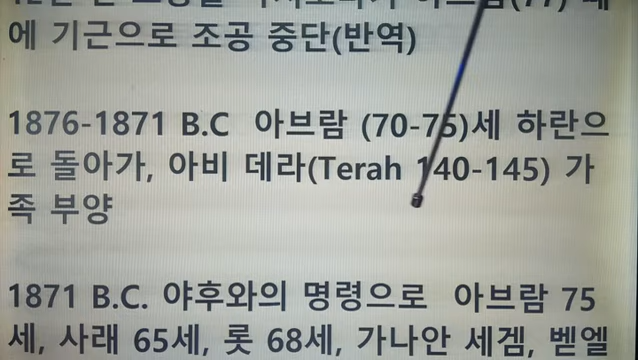 에 기근으로 조공 중단(반역)
1876-1871 B.C 아브람 (70-75)세 하란으
로 돌아가, 아비 데라(Terah 140-145) 가
족 부양
1871 B.C. 야후와의 명령으로 아브람 75
세, 사래 65세, 롯 68세, 가나안 세겜, 벧엘